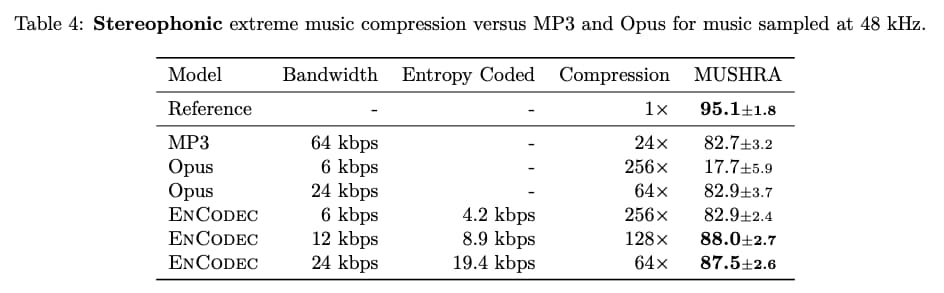 Table 4: Stereophonic extreme music compression versus MP3 and Opus for music sampled at 48 kHz.
Model Bandwidth Entropy Coded Compression MUSHRA
Reference - - 1× 95.1±1.8
MP3 64 kbps - 24× 82.7±3.2
Opus 6 kbps - 256× 17.7±5.9
Opus 24 kbps - 64× 82.9±3.7
ENCODEC 6 kbps 4.2 kbps 256× 82.9±2.4
ENCODEC 12 kbps 8.9 kbps 128× 88.0±2.7
ENCODEC 24 kbps 19.4 kbps 64× 87.5±2.6